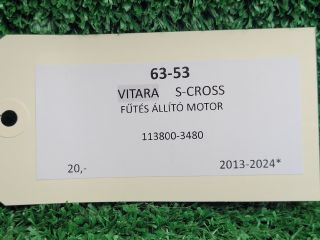 63-53
VITARA S-CROSS
FŰTÉS ÁLLÍTÓ MOTOR
113800-3480
20,- 2013-2024*